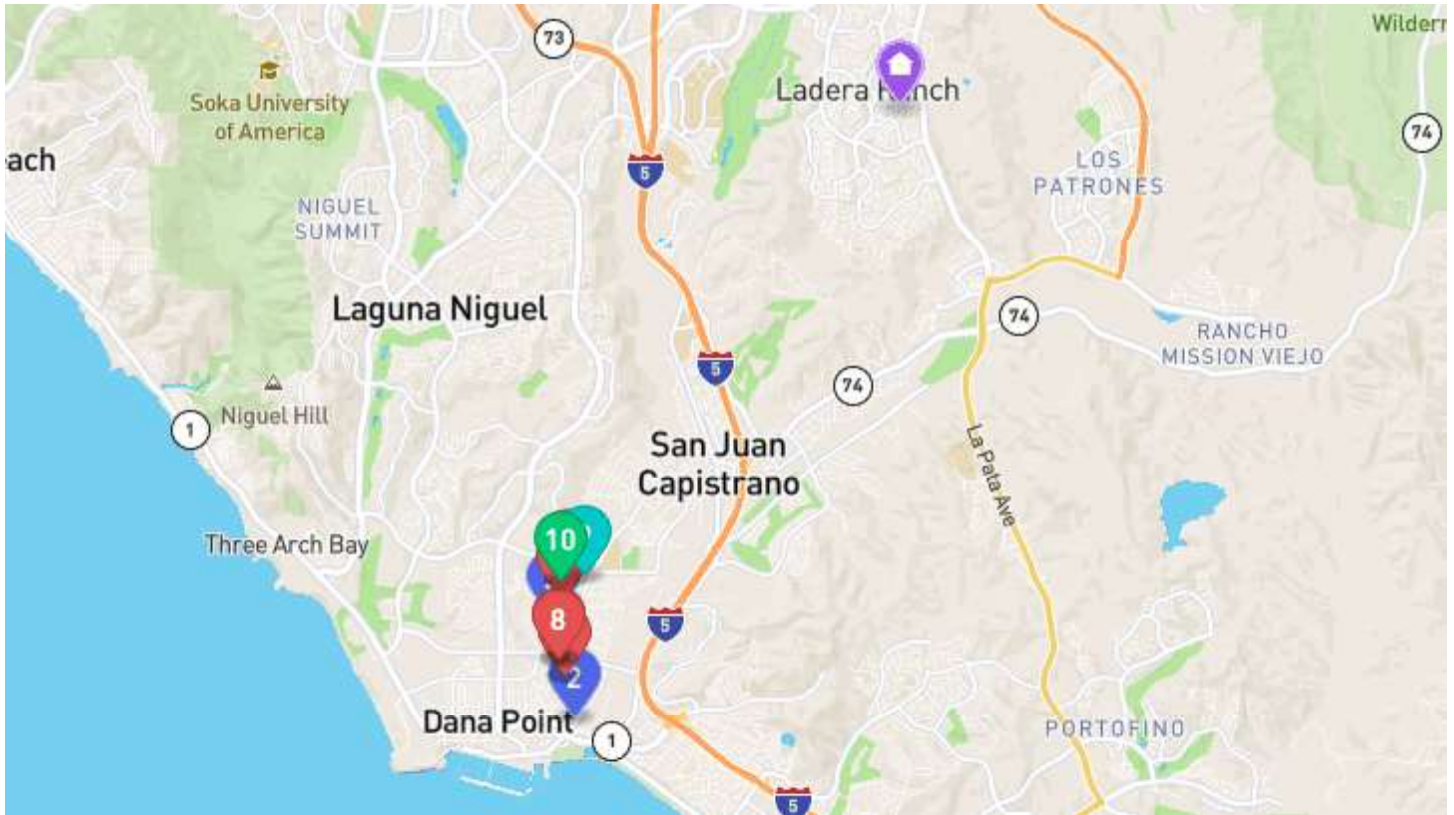 73
Wildern
Soka University
of America
Ladera Ranch
74
ach
5
LOS
PATRONES
NIGUEL
SUMMIT
Laguna Niguel
74
RANCHO
MISSION VIEJO
5
74
Niguel Hill
1
San Juan
Capistrano
La Pata Ave
Three Arch Bay
10
8
5
2
Dana Point
1
PORTOFINO
5